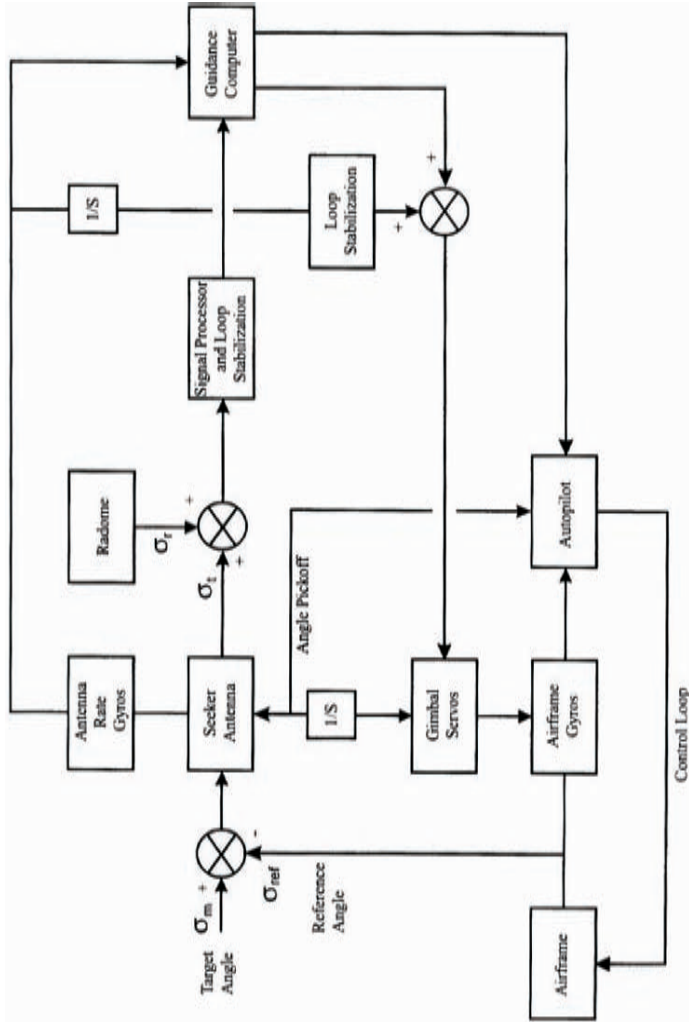 Antenna
Rate
Gyros
1/S
Radome
σr
+
Target
Angle
σm +
-
Seeker
Antenna
σt
+
Signal Processor
and Loop
Stabilization
Guidance
Computer
σref
Reference
Angle
Angle Pickoff
1/S
Loop
Stabilization
+
+
Gimbal
Servos
Airframe
Airframe
Gyros
Autopilot
Control Loop